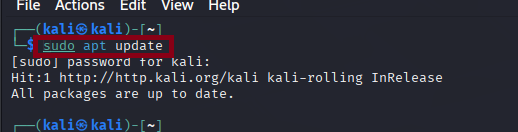 File Actions Edit View Help
┌──(kali㉿kali)-[~]
└─$ sudo apt update
[sudo] password for kali:
Hit:1 http://http.kali.org/kali kali-rolling InRelease
All packages are up to date.
┌──(kali㉿kali)-[~]